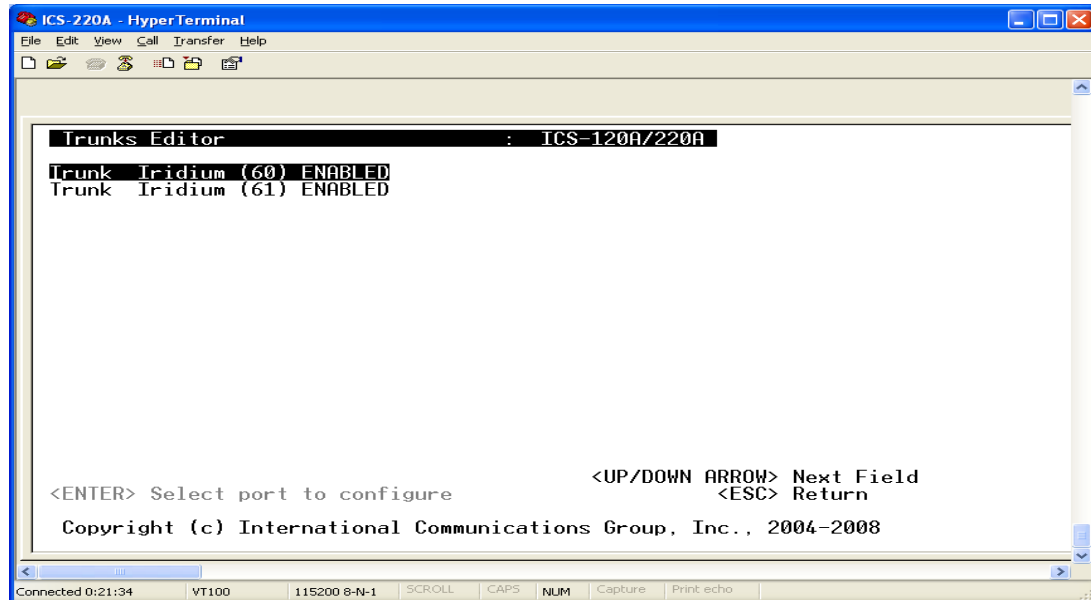 ICS-220A - HyperTerminal
File Edit View Call Transfer Help
Trunks Editor : ICS-120A/220A
Trunk Iridium (60) ENABLED
Trunk Iridium (61) ENABLED
<UP/DOWN ARROW> Next Field
<ENTER> Select port to configure <ESC> Return
Copyright (c) International Communications Group, Inc., 2004-2008
Connected 0:21:34 VT100 115200 8-N-1 SCROLL CAPS NUM Capture Print echo